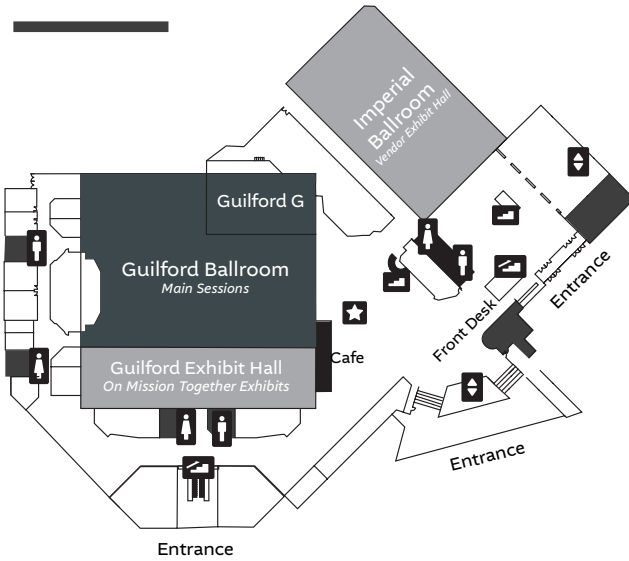 Imperial
Ballroom
Vendor Exhibit Hall
Guilford G
Guilford Ballroom
Main Sessions
Guilford Exhibit Hall
On Mission Together Exhibits
Cafe
Front Desk
Entrance
Entrance
Entrance